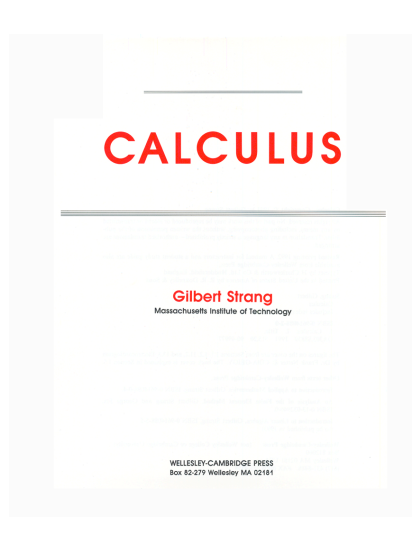 CALCULUS
Gilbert Strang
Massachusetts Institute of Technology
WELLESLEY-CAMBRIDGE PRESS
Box 82-279 Wellesley MA 02181